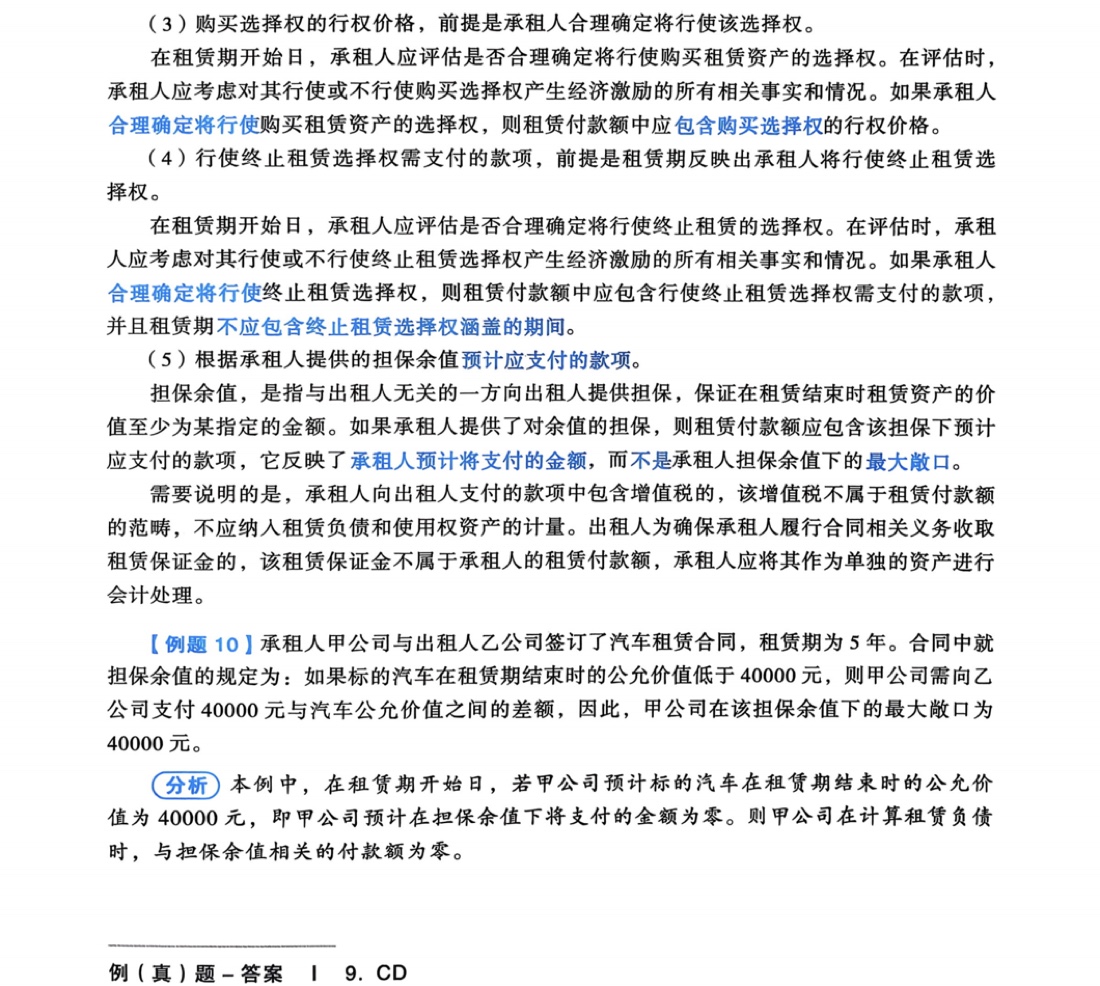 （3）购买选择权的行权价格，前提是承租人合理确定将行使该选择权。
在租赁期开始日，承租人应评估是否合理确定将行使购买租赁资产的选择权。在评估时，
承租人应考虑对其行使或不行使购买选择权产生经济激励的所有相关事实和情况。如果承租人
合理确定将行使购买租赁资产的选择权，则租赁付款额中应包含购买选择权的行权价格。
（4）行使终止租赁选择权需支付的款项，前提是租赁期反映出承租人将行使终止租赁选
择权。
在租赁期开始日，承租人应评估是否合理确定将行使终止租赁的选择权。在评估时，承租
人应考虑对其行使或不行使终止租赁选择权产生经济激励的所有相关事实和情况。如果承租人
合理确定将行使终止租赁选择权，则租赁付款额中应包含行使终止租赁选择权需支付的款项，
并且租赁期不应包含终止租赁选择权涵盖的期间。
（5）根据承租人提供的担保余值预计应支付的款项。
担保余值，是指与出租人无关的一方向出租人提供担保，保证在租赁结束时租赁资产的价
值至少为某指定的金额。如果承租人提供了对余值的担保，则租赁付款额应包含该担保下预计
应支付的款项，它反映了承租人预计将支付的金额，而不是承租人担保余值下的最大敞口。
需要说明的是，承租人向出租人支付的款项中包含增值税的，该增值税不属于租赁付款额
的范畴，不应纳入租赁负债和使用权资产的计量。出租人为确保承租人履行合同相关义务收取
租赁保证金的，该租赁保证金不属于承租人的租赁付款额，承租人应将其作为单独的资产进行
会计处理。
【例题 10】承租人甲公司与出租人乙公司签订了汽车租赁合同，租赁期为 5 年。合同中就
担保余值的规定为：如果标的汽车在租赁期结束时的公允价值低于 40000 元，则甲公司需向乙
公司支付 40000 元与汽车公允价值之间的差额，因此，甲公司在该担保余值下的最大敞口为
40000 元。
分析 本例中，在租赁期开始日，若甲公司预计标的汽车在租赁期结束时的公允价
值为 40000 元，即甲公司预计在担保余值下将支付的金额为零。则甲公司在计算租赁负债
时，与担保余值相关的付款额为零。
例（真）题 – 答案 | 9. CD